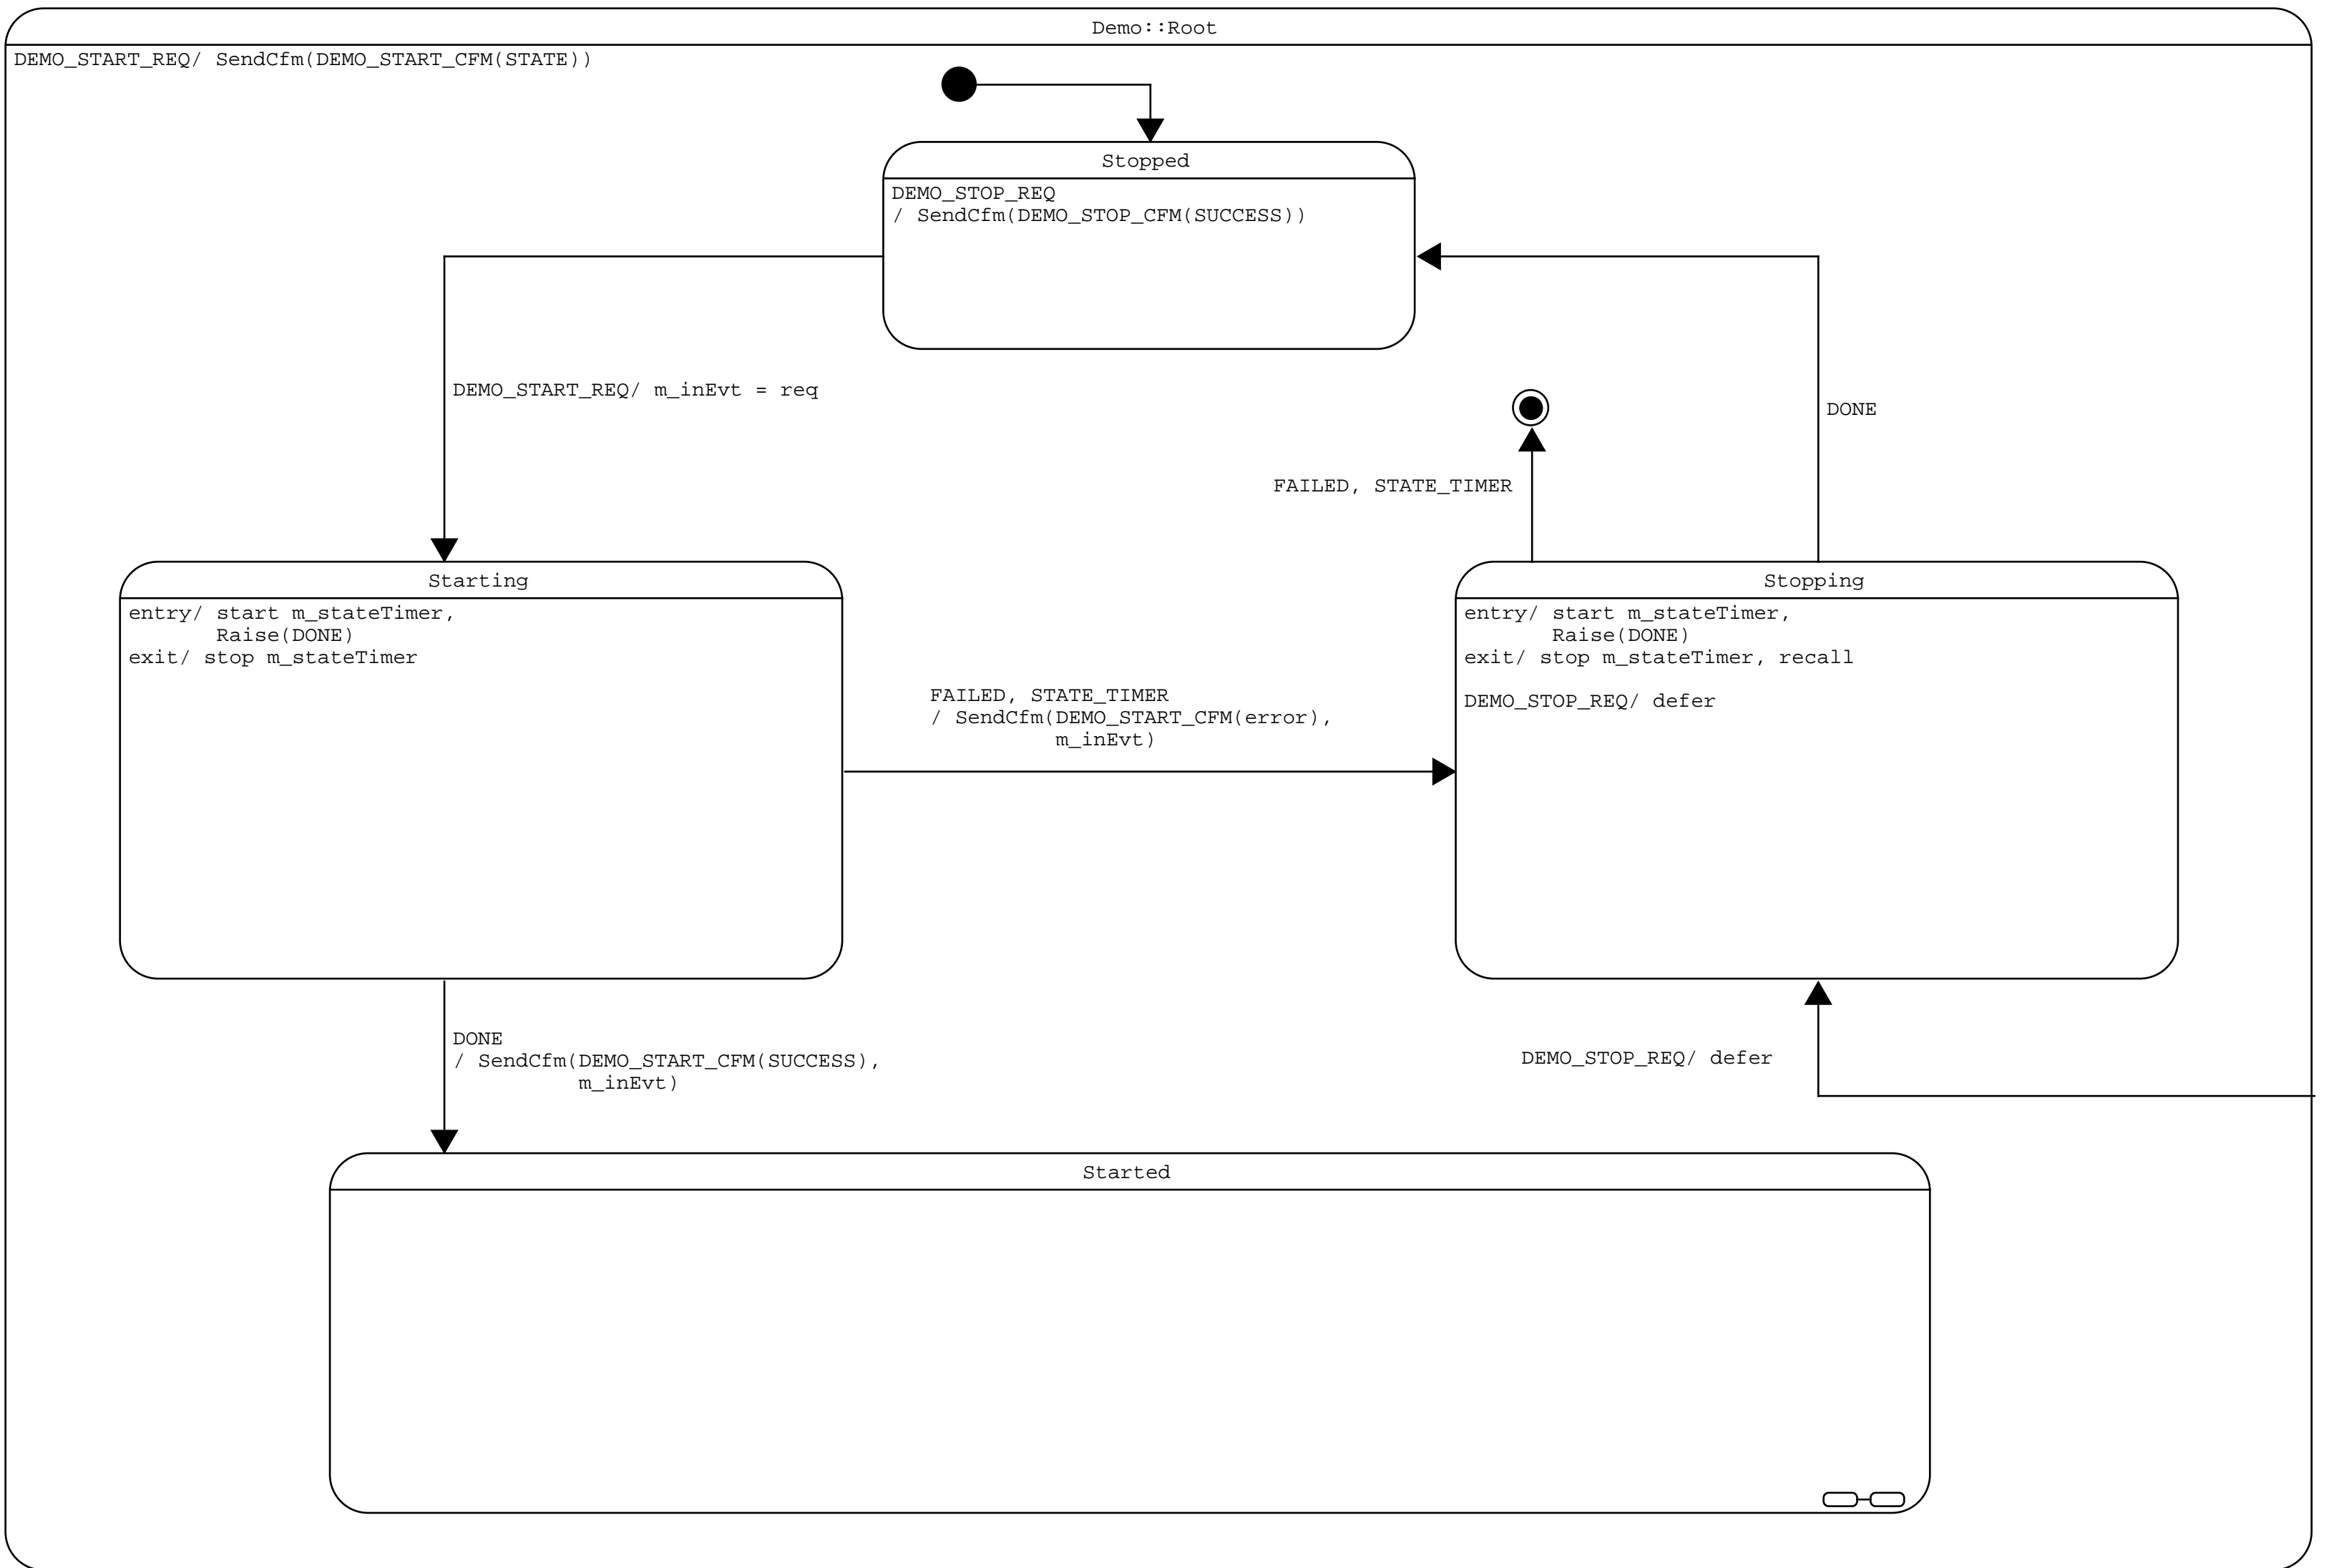 Demo::Root
DEMO_START_REQ/ SendCfm(DEMO_START_CFM(STATE))
Stopped
DEMO_STOP_REQ
/ SendCfm(DEMO_STOP_CFM(SUCCESS))
DEMO_START_REQ/ m_inEvt = req
DONE
FAILED, STATE_TIMER
Starting
entry/ start m_stateTimer,
Raise(DONE)
exit/ stop m_stateTimer
Stopping
entry/ start m_stateTimer,
Raise(DONE)
exit/ stop m_stateTimer, recall
DEMO_STOP_REQ/ defer
FAILED, STATE_TIMER
/ SendCfm(DEMO_START_CFM(error),
m_inEvt)
DONE
/ SendCfm(DEMO_START_CFM(SUCCESS),
m_inEvt)
DEMO_STOP_REQ/ defer
Started